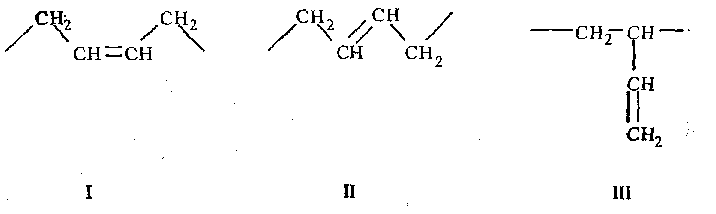 CH₂ CH₂ CH₂ CH CH₂ CH
CH=CH CH CH₂ CH
CH₂
I II III